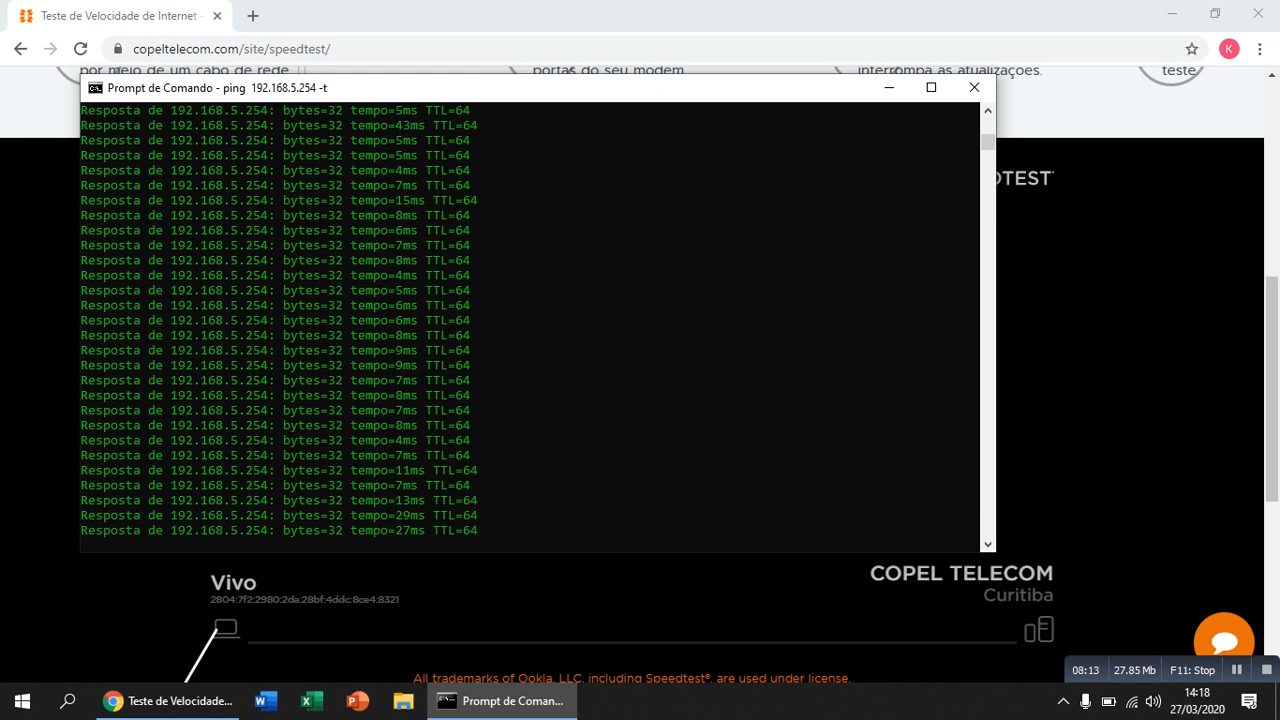 Teste de Velocidade de Internet -
copeltelecom.com/site/speedtest/
K
por meio de um cabo de rede
portas do seu modem
interrompa as atualizações.
teste
Prompt de Comando - ping 192.168.5.254 -t
Resposta de 192.168.5.254: bytes=32 tempo=5ms TTL=64
Resposta de 192.168.5.254: bytes=32 tempo=43ms TTL=64
Resposta de 192.168.5.254: bytes=32 tempo=5ms TTL=64
Resposta de 192.168.5.254: bytes=32 tempo=5ms TTL=64
Resposta de 192.168.5.254: bytes=32 tempo=4ms TTL=64
Resposta de 192.168.5.254: bytes=32 tempo=7ms TTL=64
Resposta de 192.168.5.254: bytes=32 tempo=15ms TTL=64
Resposta de 192.168.5.254: bytes=32 tempo=8ms TTL=64
Resposta de 192.168.5.254: bytes=32 tempo=6ms TTL=64
Resposta de 192.168.5.254: bytes=32 tempo=7ms TTL=64
Resposta de 192.168.5.254: bytes=32 tempo=8ms TTL=64
Resposta de 192.168.5.254: bytes=32 tempo=4ms TTL=64
Resposta de 192.168.5.254: bytes=32 tempo=5ms TTL=64
Resposta de 192.168.5.254: bytes=32 tempo=6ms TTL=64
Resposta de 192.168.5.254: bytes=32 tempo=6ms TTL=64
Resposta de 192.168.5.254: bytes=32 tempo=8ms TTL=64
Resposta de 192.168.5.254: bytes=32 tempo=9ms TTL=64
Resposta de 192.168.5.254: bytes=32 tempo=9ms TTL=64
Resposta de 192.168.5.254: bytes=32 tempo=7ms TTL=64
Resposta de 192.168.5.254: bytes=32 tempo=8ms TTL=64
Resposta de 192.168.5.254: bytes=32 tempo=7ms TTL=64
Resposta de 192.168.5.254: bytes=32 tempo=8ms TTL=64
Resposta de 192.168.5.254: bytes=32 tempo=4ms TTL=64
Resposta de 192.168.5.254: bytes=32 tempo=7ms TTL=64
Resposta de 192.168.5.254: bytes=32 tempo=11ms TTL=64
Resposta de 192.168.5.254: bytes=32 tempo=7ms TTL=64
Resposta de 192.168.5.254: bytes=32 tempo=13ms TTL=64
Resposta de 192.168.5.254: bytes=32 tempo=29ms TTL=64
Resposta de 192.168.5.254: bytes=32 tempo=27ms TTL=64
DTEST
Vivo
2804:7f2:2980:2da:28bf:4ddc:8ce4:8321
COPEL TELECOM
Curitiba
All trademarks of Ookla, LLC, including Speedtest®, are used under license.
08:13 27.85 Mb F11: Stop
Teste de Velocidade...
Prompt de Coman...
14:18
27/03/2020